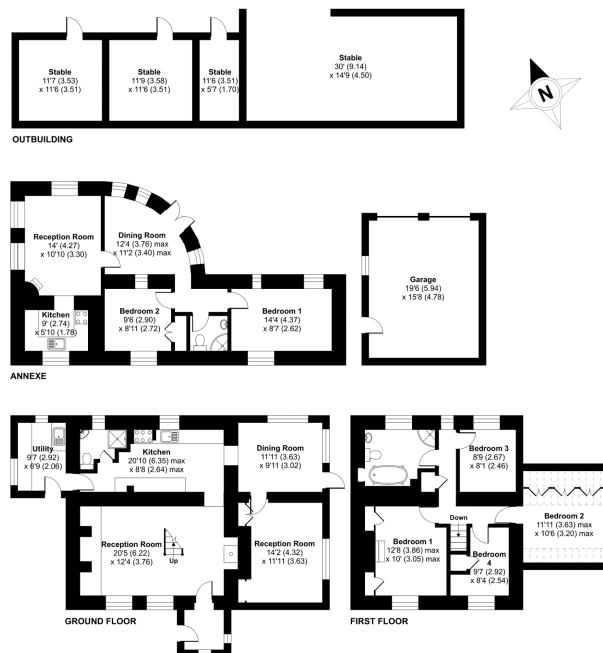 Stable
11'7 (3.53)
x 11'6 (3.51)
Stable
11'9 (3.58)
x 11'6 (3.51)
Stable
11'6 (3.51)
x 5'7 (1.70)
Stable
30' (9.14)
x 14'9 (4.50)
N
OUTBUILDING
Reception Room
14' (4.27)
x 10'10 (3.30)
Dining Room
12'4 (3.76) max
x 11'2 (3.40) max
Kitchen
9' (2.74)
x 5'10 (1.78)
Bedroom 2
9'6 (2.90)
x 8'11 (2.72)
Bedroom 1
14'4 (4.37)
x 8'7 (2.62)
Garage
19'6 (5.94)
x 15'8 (4.78)
ANNEXE
Utility
9'7 (2.92)
x 6'9 (2.06)
Kitchen
20'10 (6.35) max
x 8'8 (2.64) max
Dining Room
11'11 (3.63)
x 9'11 (3.02)
Reception Room
20'5 (6.22)
x 12'4 (3.76)
Up
Reception Room
14'2 (4.32)
x 11'11 (3.63)
GROUND FLOOR
Bedroom 3
8'9 (2.67)
x 8'1 (2.46)
Down
Bedroom 2
11'11 (3.63) max
x 10'6 (3.20) max
Bedroom 1
12'8 (3.86) max
x 10' (3.05) max
Bedroom
4
9'7 (2.92)
x 8'4 (2.54)
FIRST FLOOR